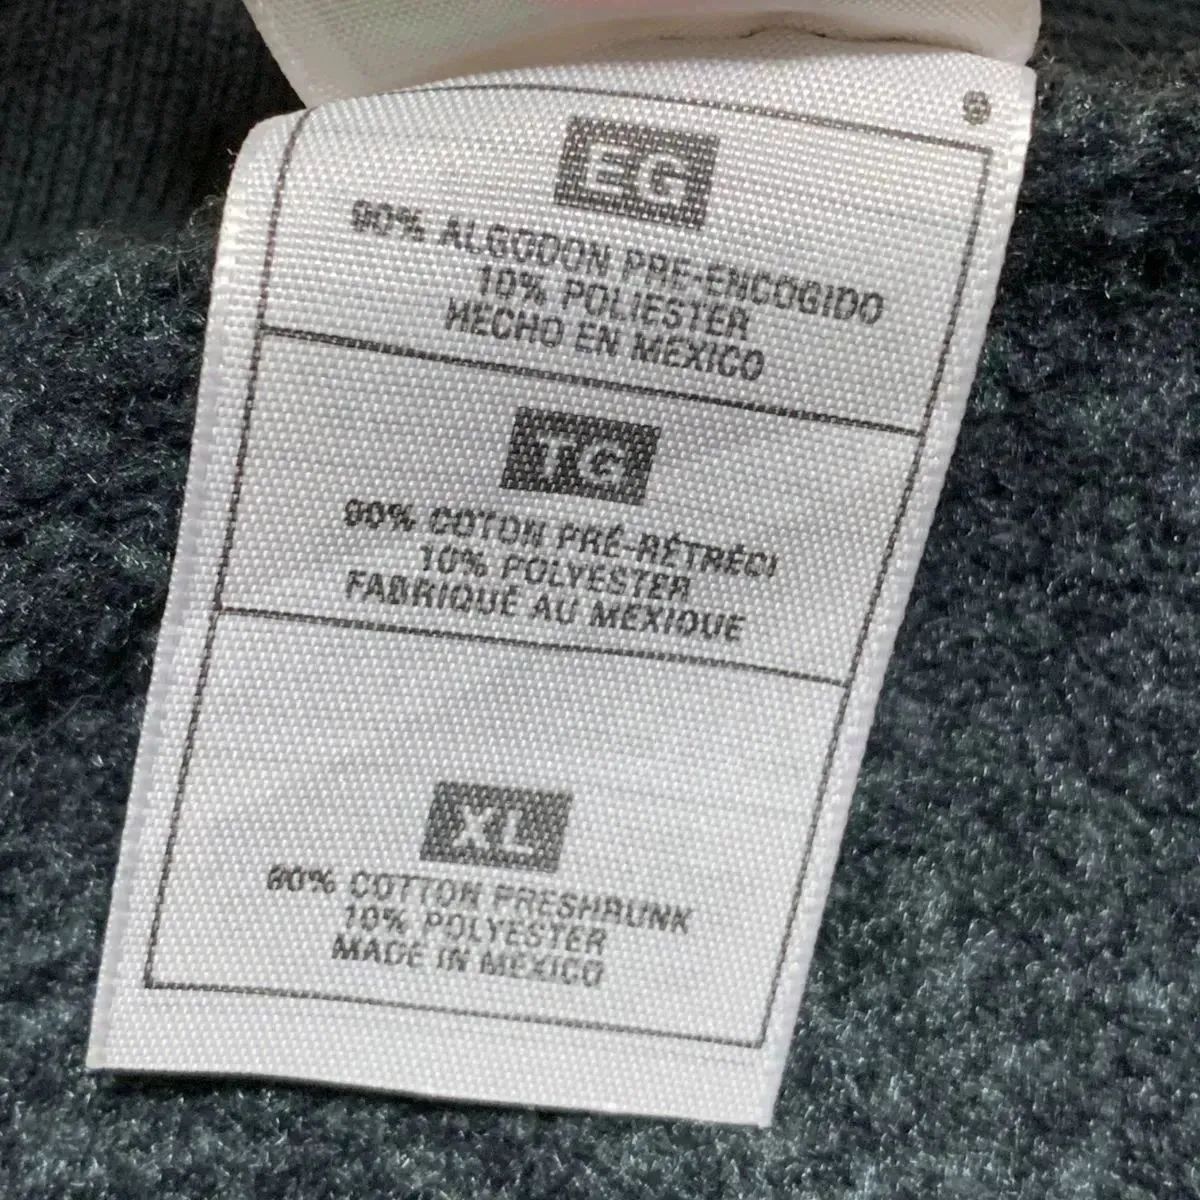 EG
90% ALGODON PRE-ENCOGIDO
10% POLIESTER
HECHO EN MEXICO
TG
90% COTON PRÉ-RÉTRÉCI
10% POLYESTER
FABRIQUÉ AU MEXIQUE
XL
90% COTTON PRESHRUNK
10% POLYESTER
MADE IN MEXICO